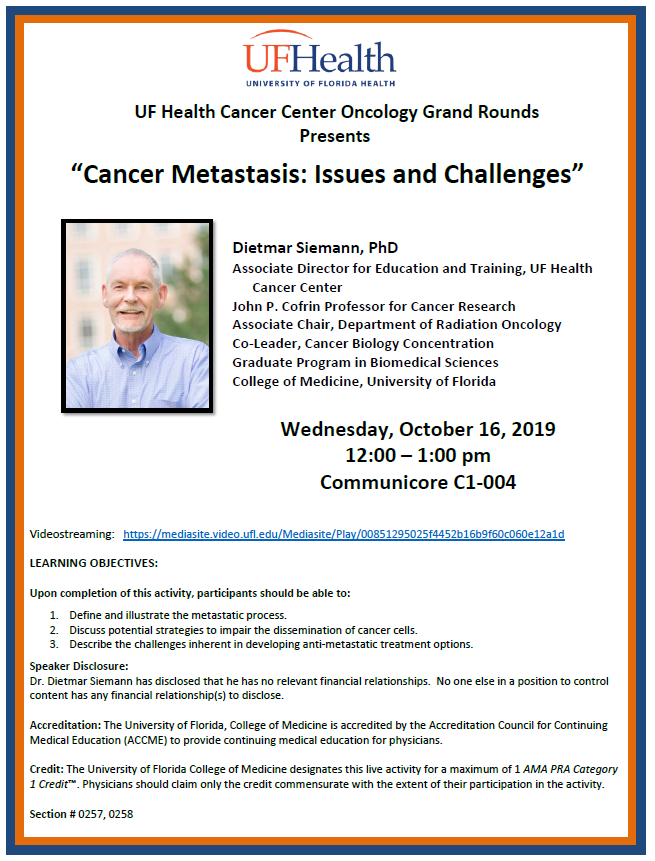 UFHealth
UNIVERSITY OF FLORIDA HEALTH
UF Health Cancer Center Oncology Grand Rounds
Presents
“Cancer Metastasis: Issues and Challenges”
Dietmar Siemann, PhD
Associate Director for Education and Training, UF Health
Cancer Center
John P. Cofrin Professor for Cancer Research
Associate Chair, Department of Radiation Oncology
Co-Leader, Cancer Biology Concentration
Graduate Program in Biomedical Sciences
College of Medicine, University of Florida
Wednesday, October 16, 2019
12:00 – 1:00 pm
Communicore C1-004
Videostreaming: https://mediasite.video.ufl.edu/Mediasite/Play/00851295025f4452b16b9f60c060e12a1d
LEARNING OBJECTIVES:
Upon completion of this activity, participants should be able to:
1. Define and illustrate the metastatic process.
2. Discuss potential strategies to impair the dissemination of cancer cells.
3. Describe the challenges inherent in developing anti-metastatic treatment options.
Speaker Disclosure:
Dr. Dietmar Siemann has disclosed that he has no relevant financial relationships. No one else in a position to control
content has any financial relationship(s) to disclose.
Accreditation: The University of Florida, College of Medicine is accredited by the Accreditation Council for Continuing
Medical Education (ACCME) to provide continuing medical education for physicians.
Credit: The University of Florida College of Medicine designates this live activity for a maximum of 1 AMA PRA Category
1 Credit™. Physicians should claim only the credit commensurate with the extent of their participation in the activity.
Section # 0257, 0258